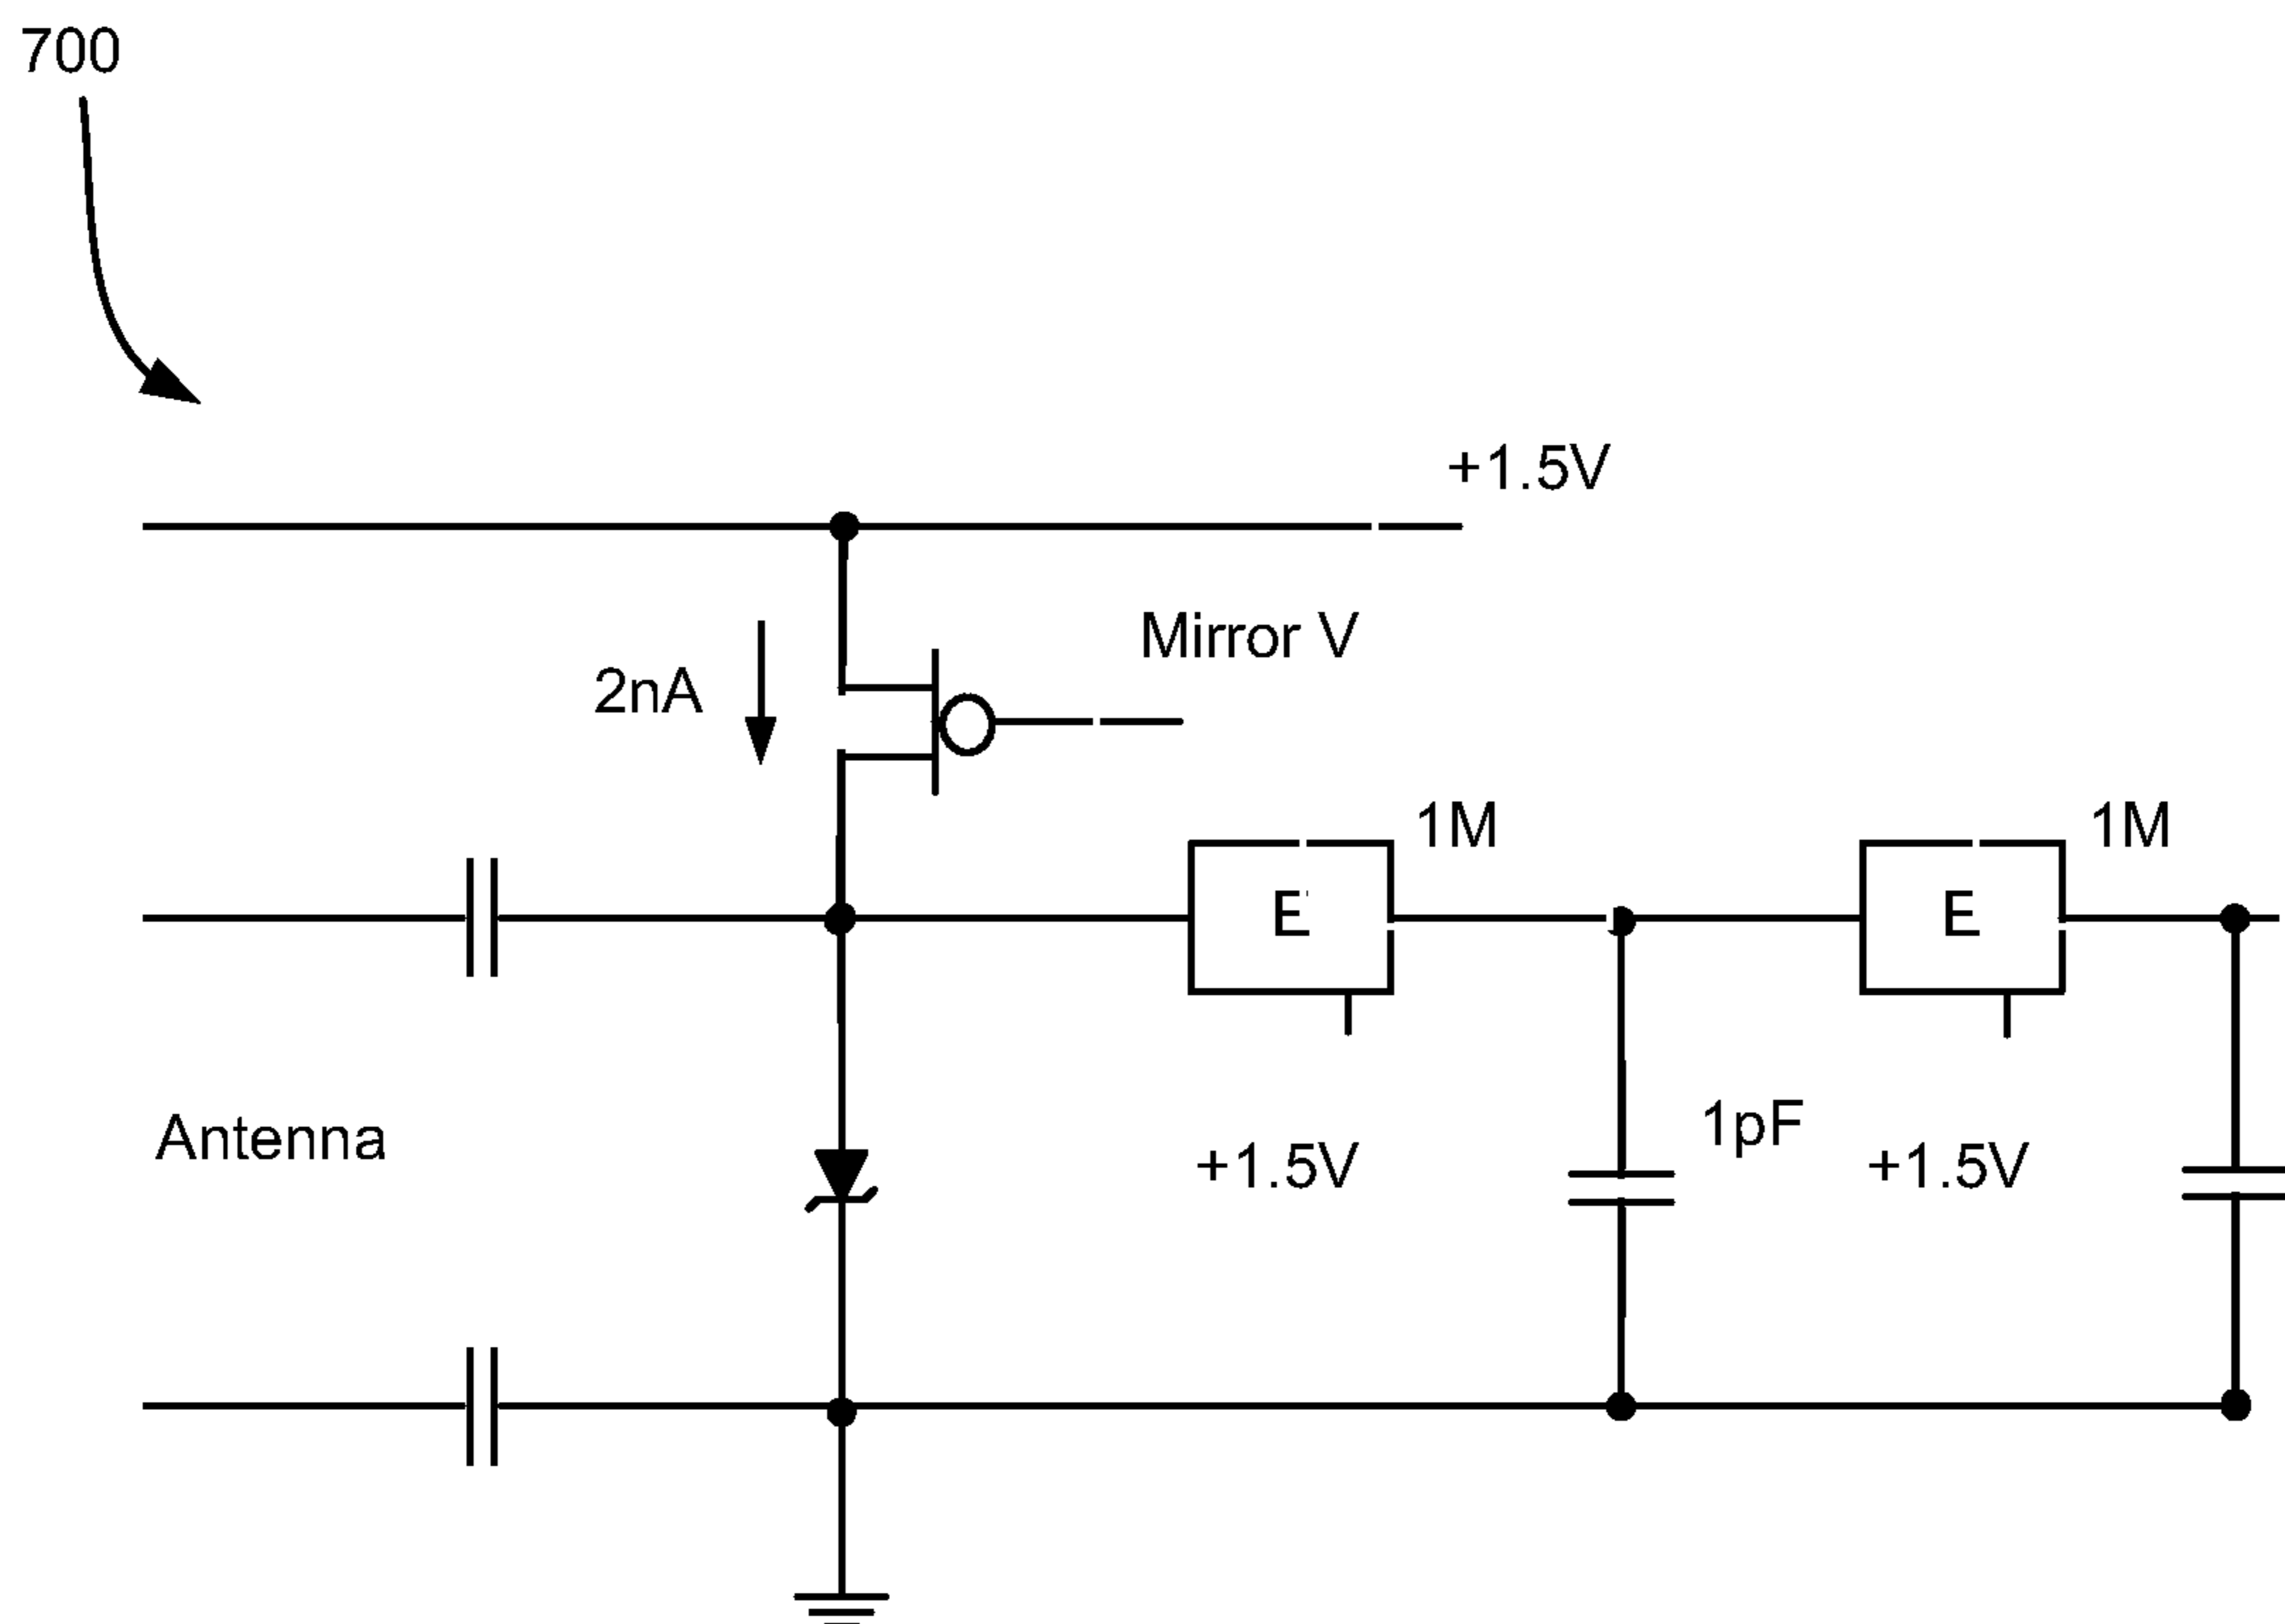 700
+1.5V
Mirror V
2nA
1M
1M
E
E
Antenna
1pF
+1.5V
+1.5V